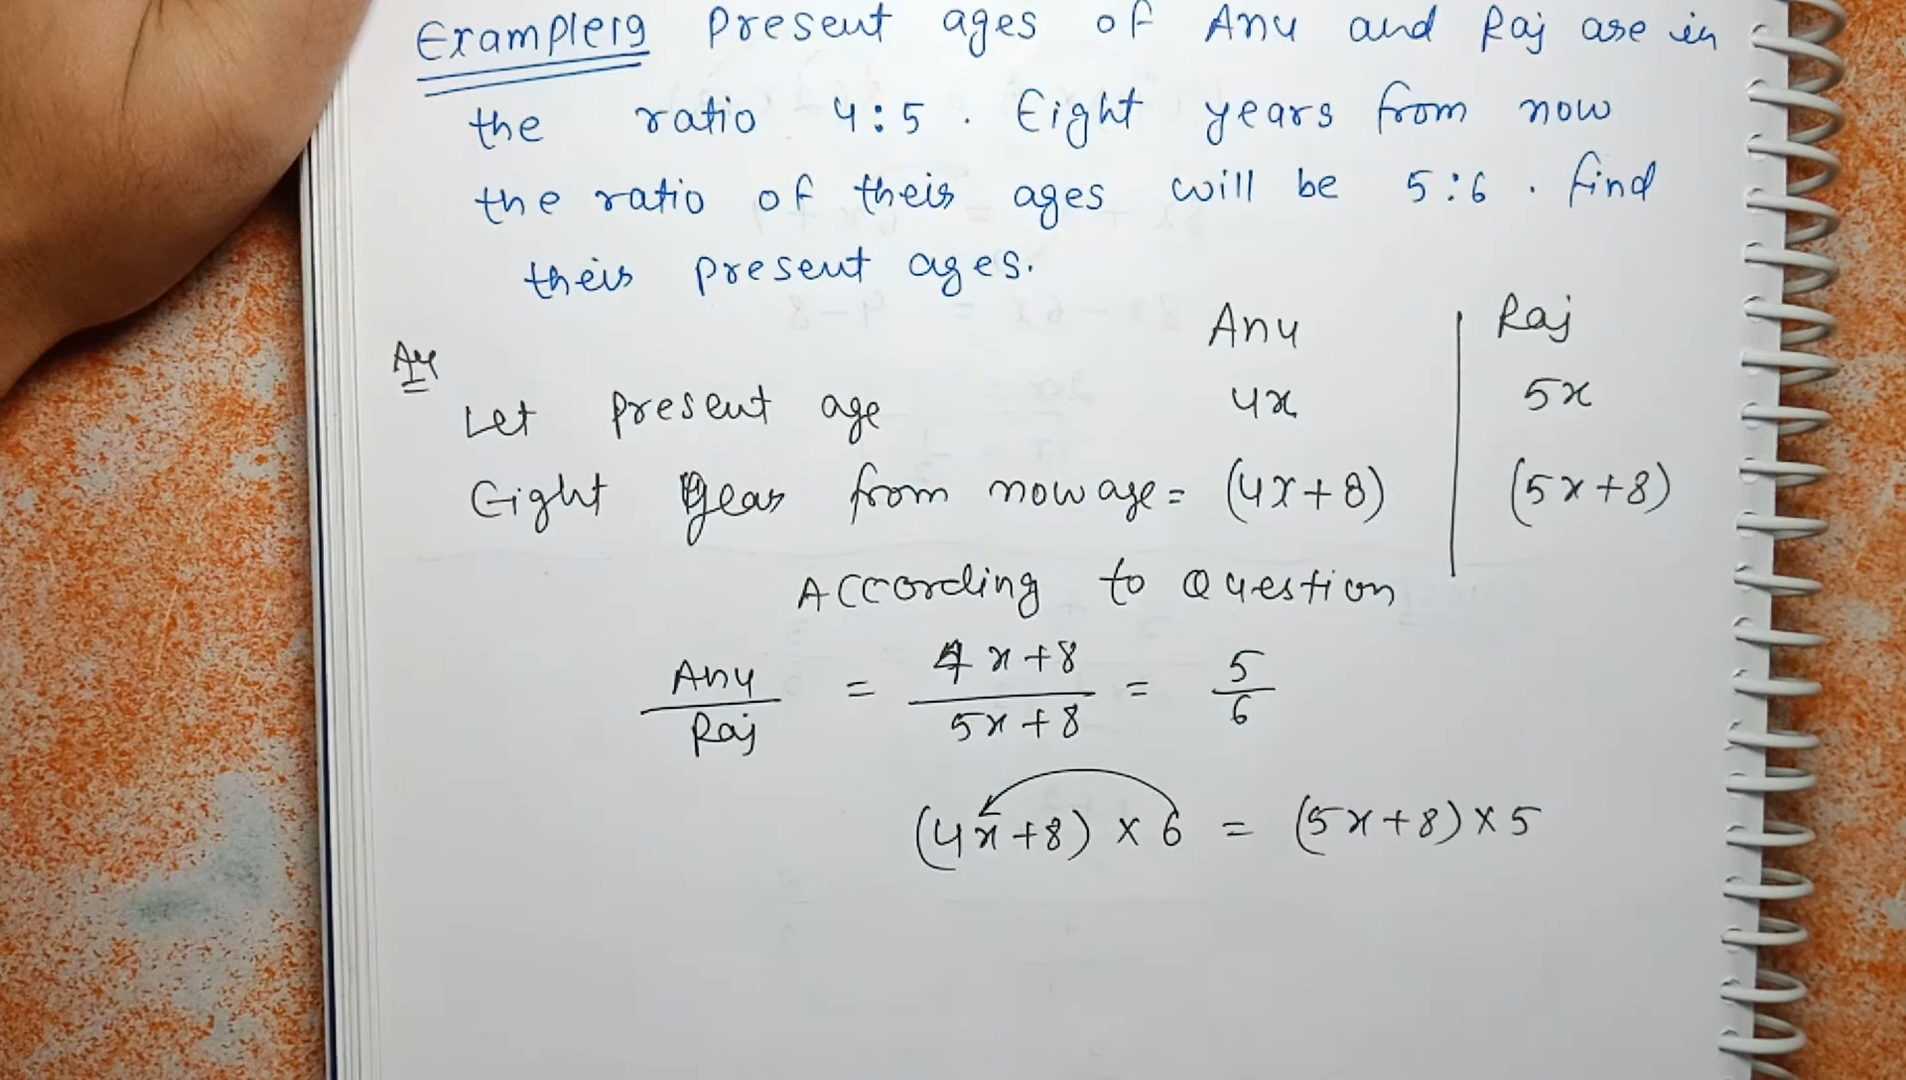 Example19 Present ages of Anu and Raj are in
the ratio 4:5. Eight years from now
the ratio of their ages will be 5:6. find
their present ages.
Anu | Raj
Let present age 4x | 5x
Eight year from now age = (4x+8) | (5x+8)
According to Question
Anu/Raj = 4x+8/5x+8 = 5/6
(4x+8) × 6 = (5x+8) × 5